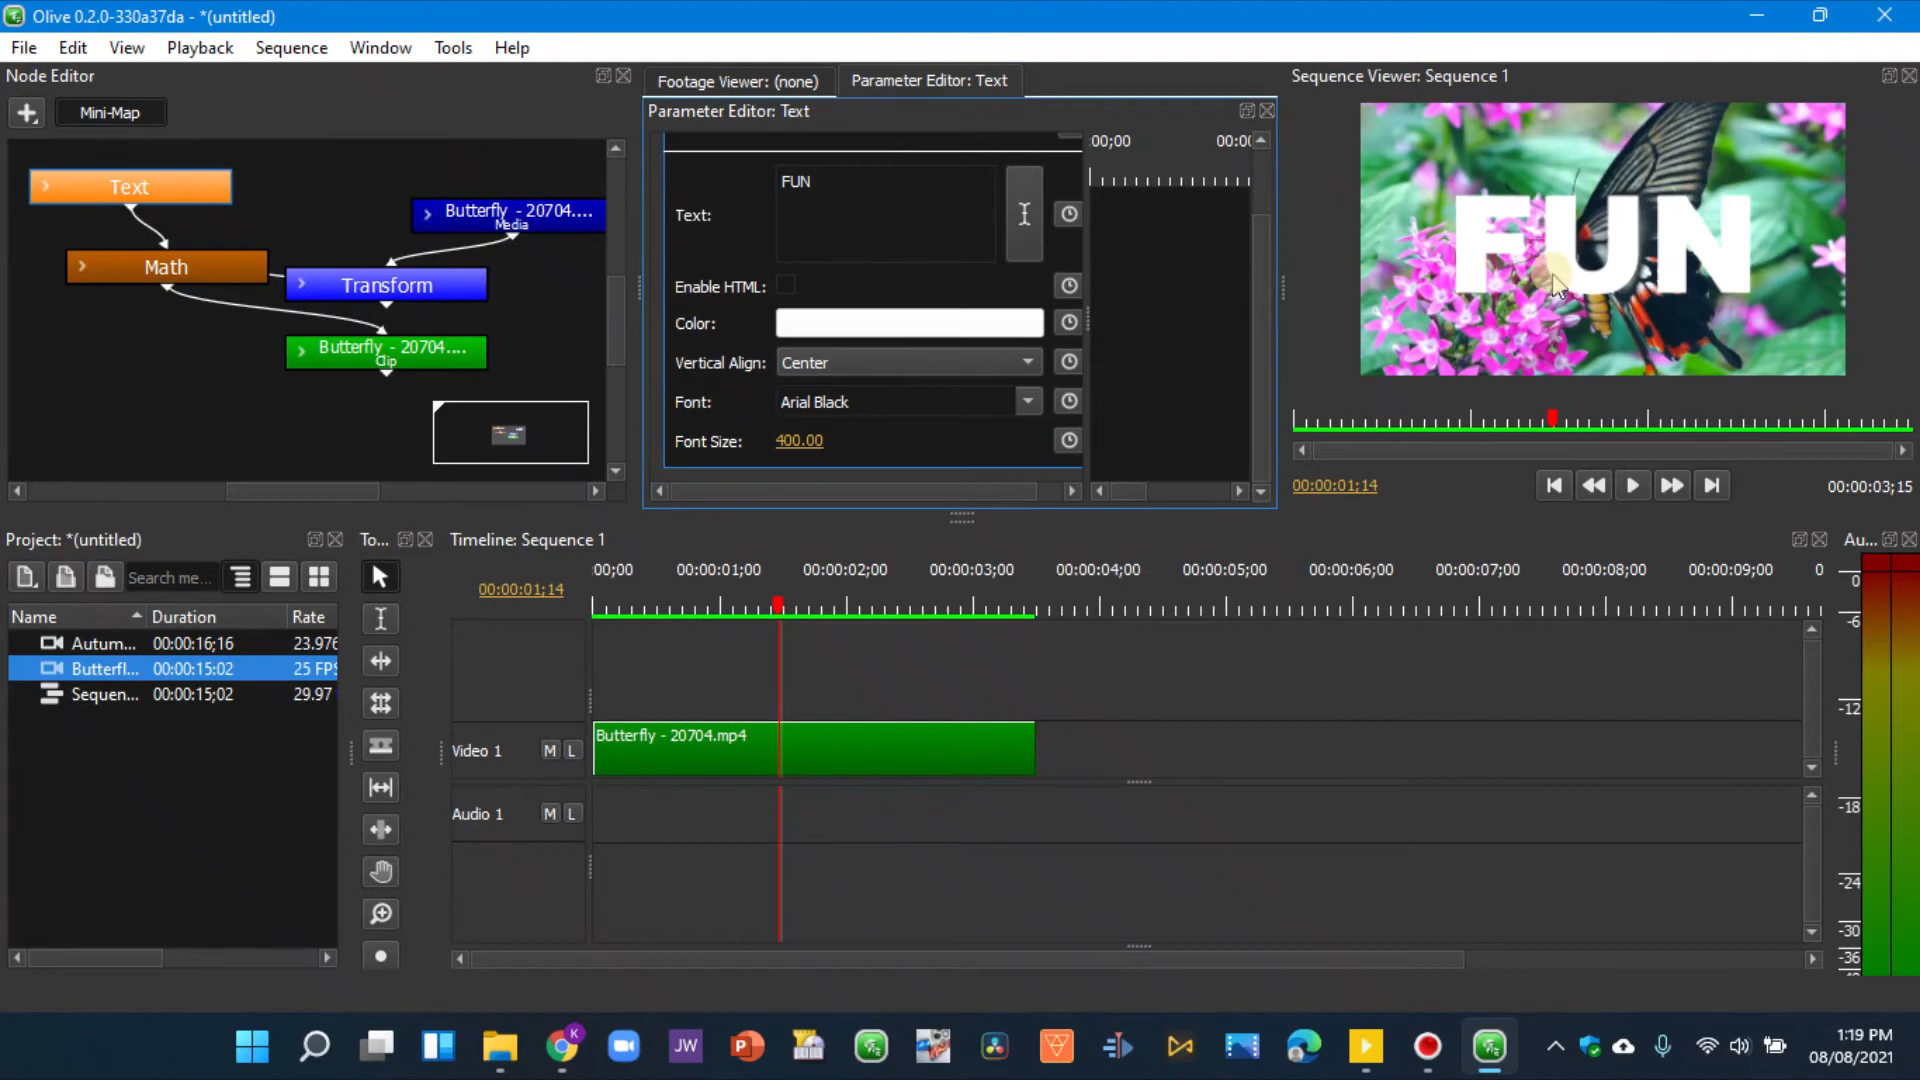 Olive 0.2.0-330a37da - *(untitled)
File Edit View Playback Sequence Window Tools Help
Node Editor
Mini-Map
Text
Butterfly - 20704....
Media
Math
Transform
Butterfly - 20704....
Clip
Footage Viewer: (none)
Parameter Editor: Text
Parameter Editor: Text
Text:
FUN
Enable HTML:
Color:
Vertical Align:
Center
Font:
Arial Black
Font Size:
400.00
:00;00
00:00
Sequence Viewer: Sequence 1
FUN
00:00:01;14
00:00:03;15
Project: *(untitled)
Search me...
Name Duration Rate
Autum... 00:00:16;16 23.976
Butterfl... 00:00:15:02 25 FPS
Sequen... 00:00:15;02 29.97
To...
Timeline: Sequence 1
00:00:01;14
:00;00 00:00:01;00 00:00:02;00 00:00:03;00 00:00:04;00 00:00:05;00 00:00:06;00 00:00:07;00 00:00:08;00 00:00:09;00 0
Video 1 M L
Butterfly - 20704.mp4
Audio 1 M L
Au...
0
-6
-12
-18
-24
-30
-36
K
JW
P
1:19 PM
08/08/2021